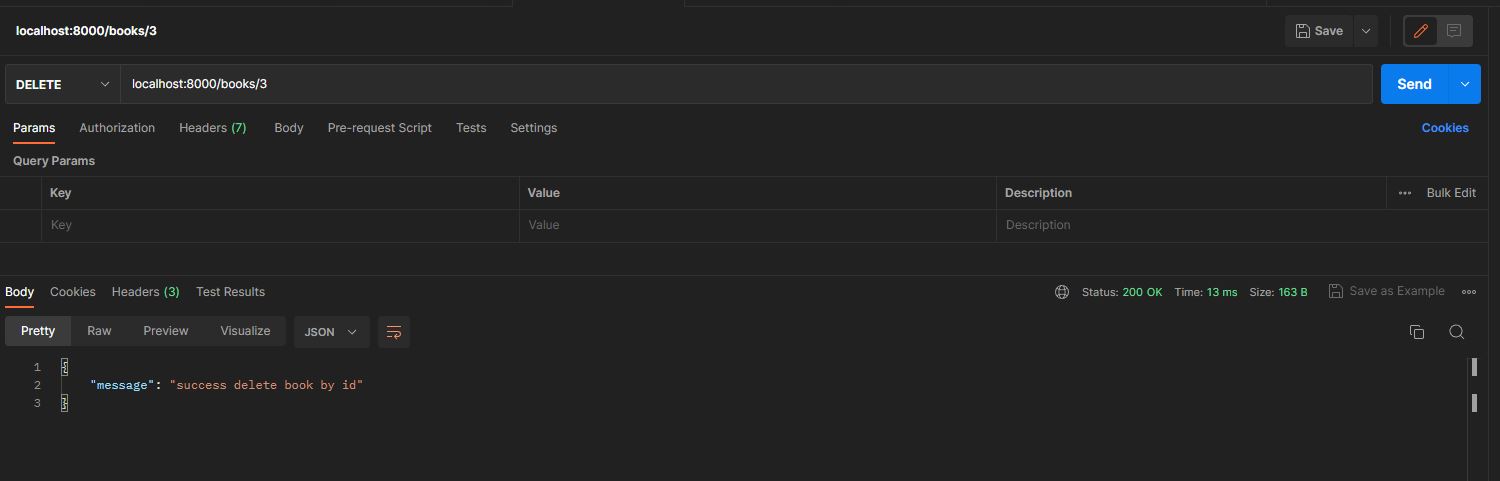 localhost:8000/books/3
Save
DELETE
localhost:8000/books/3
Send
Params Authorization Headers (7) Body Pre-request Script Tests Settings Cookies
Query Params
Key Value Description ••• Bulk Edit
Key Value Description
Body Cookies Headers (3) Test Results Status: 200 OK Time: 13 ms Size: 163 B Save as Example
Pretty Raw Preview Visualize JSON
1 {
2 "message": "success delete book by id"
3 }